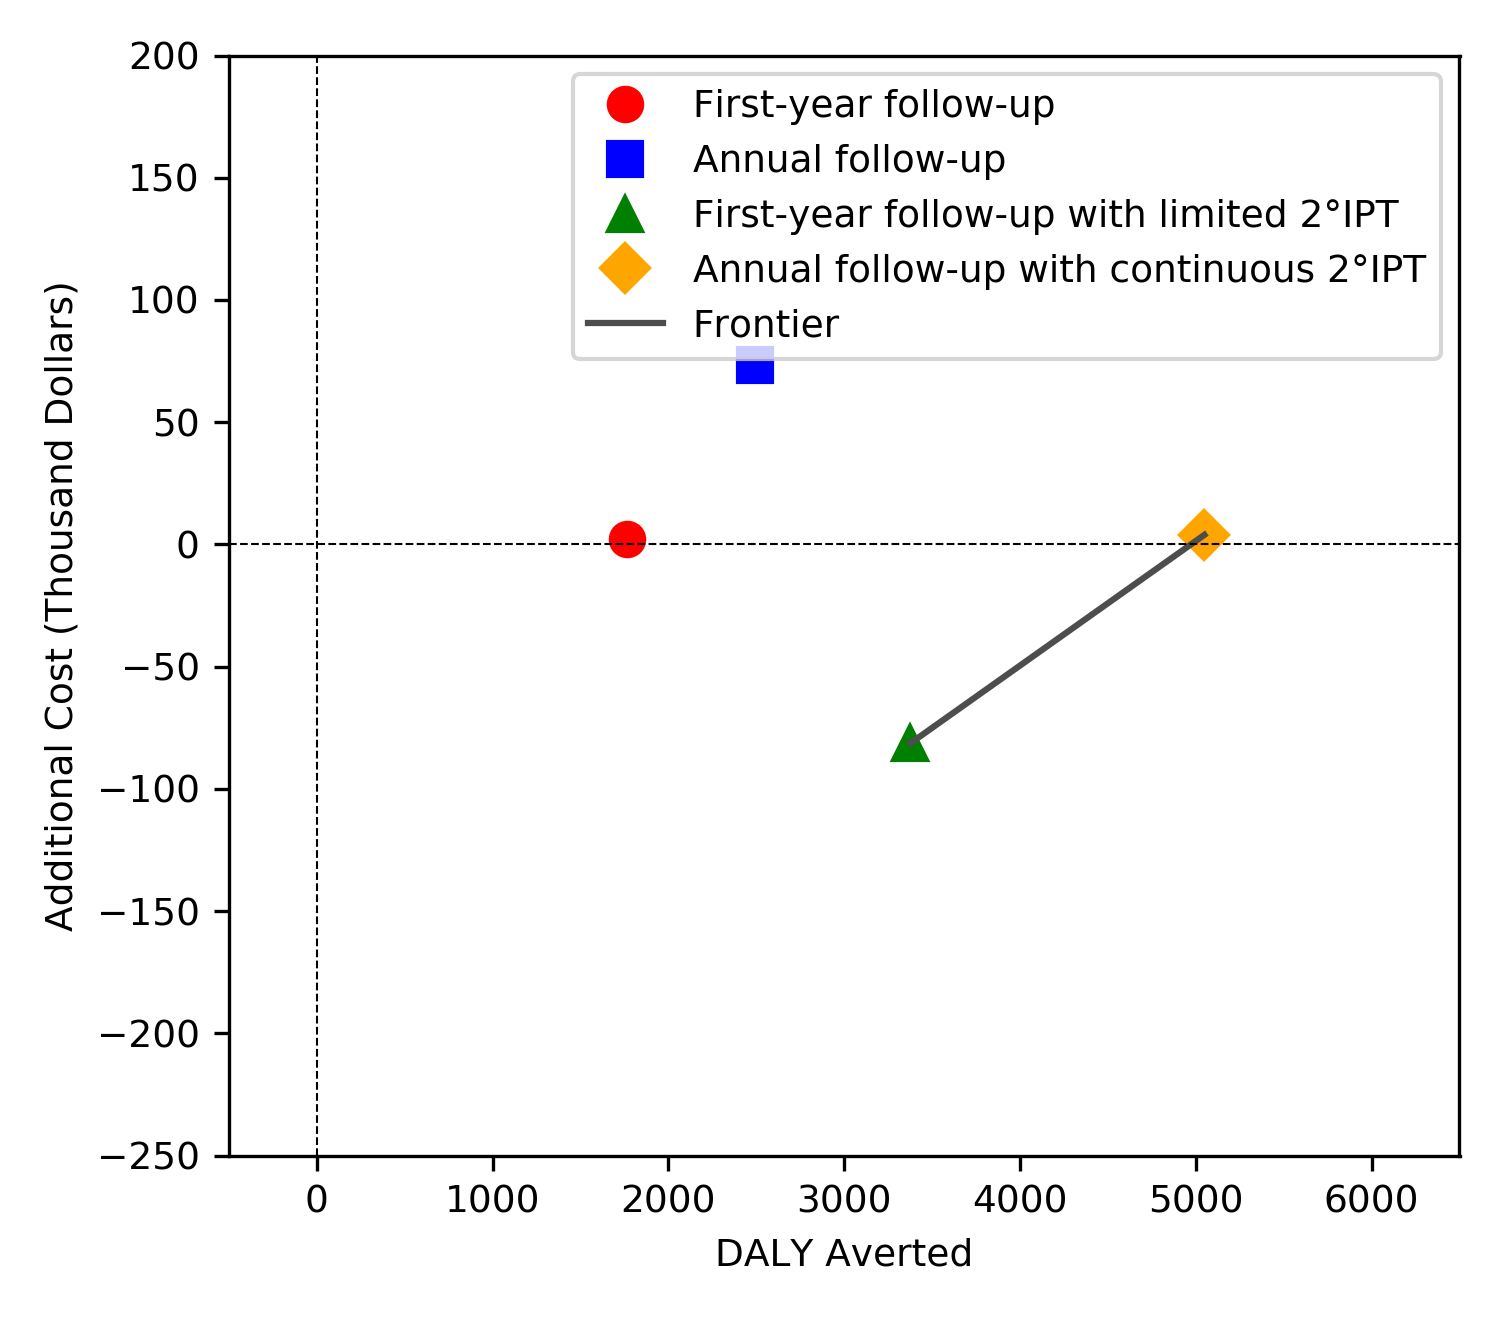 200
150
100
50
0
−50
−100
−150
−200
−250
Additional Cost (Thousand Dollars)
First-year follow-up
Annual follow-up
First-year follow-up with limited 2°IPT
Annual follow-up with continuous 2°IPT
Frontier
0 1000 2000 3000 4000 5000 6000
DALY Averted